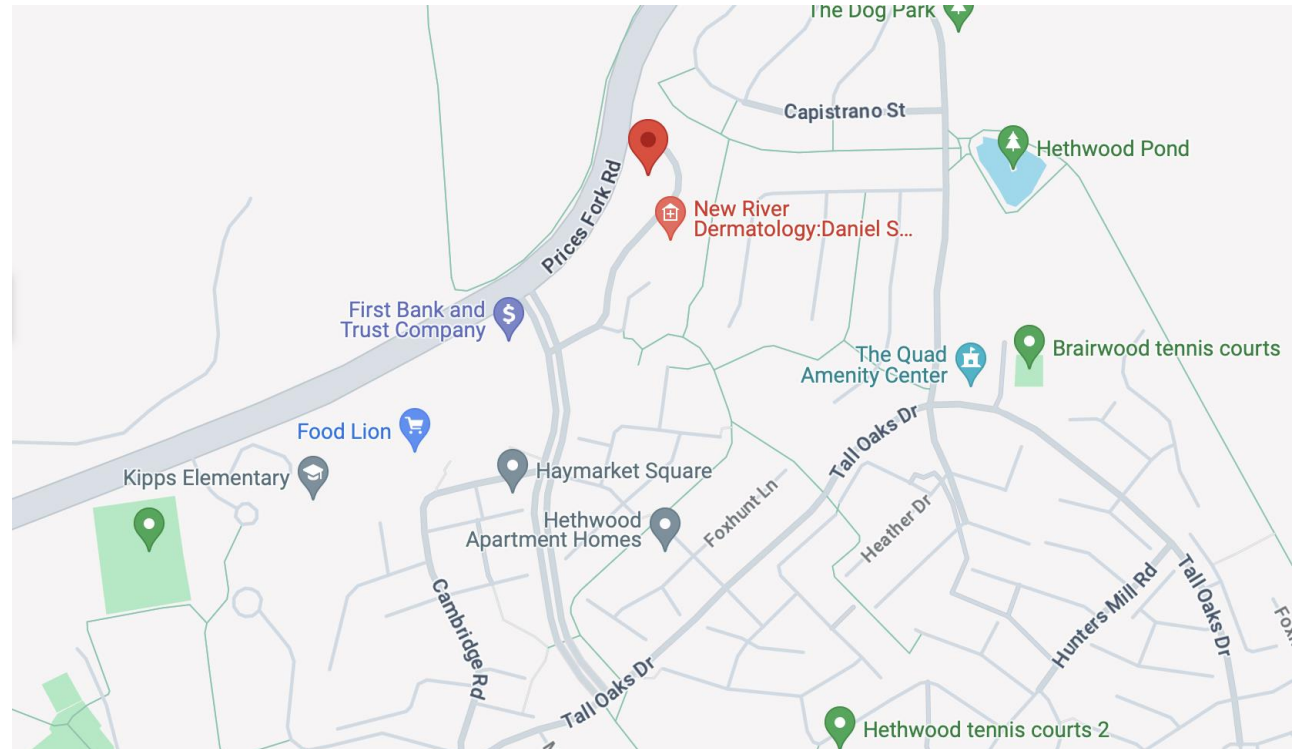 The Dog Park
Capistrano St
Hethwood Pond
Prices Fork Rd
New River
Dermatology:Daniel S...
First Bank and
Trust Company
$
The Quad
Amenity Center
Brairwood tennis courts
Food Lion
Tall Oaks Dr
Kipps Elementary
Haymarket Square
Foxhunt Ln
Hethwood
Apartment Homes
Heather Dr
Cambridge Rd
Hunters Mill Rd
Tall Oaks Dr
Tall Oaks Dr
Hethwood tennis courts 2